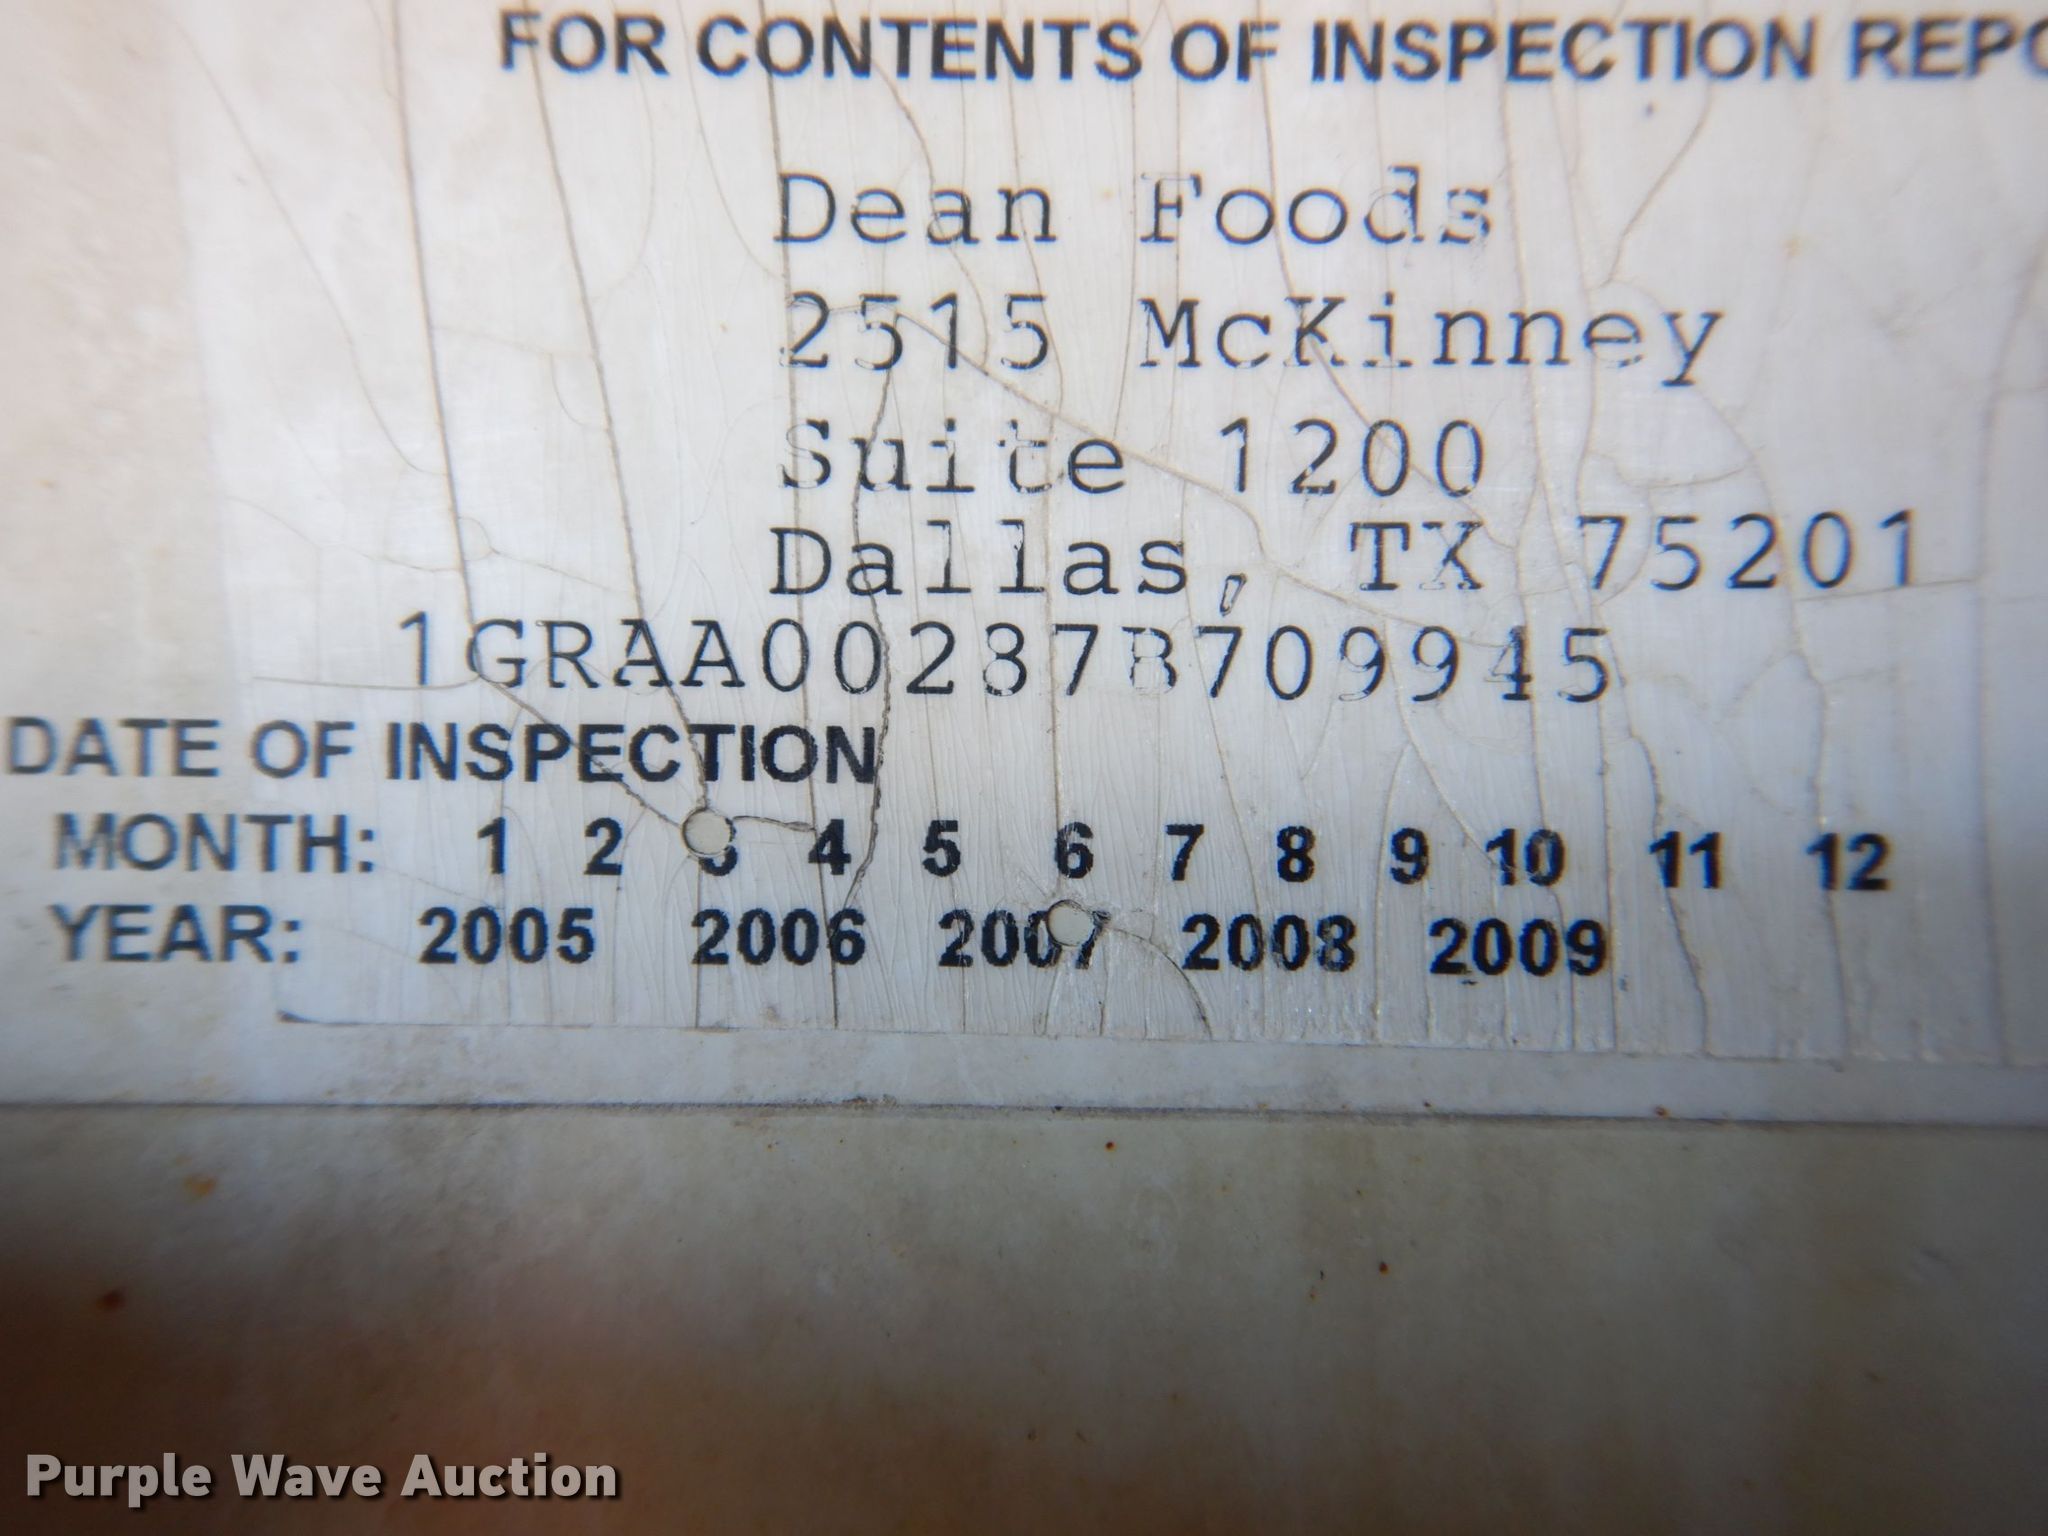 FOR CONTENTS OF INSPECTION REPO
Dean Foods
2515 McKinney
Suite 1200
Dallas, TX 75201
1GRAA00287B709945
DATE OF INSPECTION
MONTH: 1 2 3 4 5 6 7 8 9 10 11 12
YEAR: 2005 2006 2007 2008 2009
Purple Wave Auction